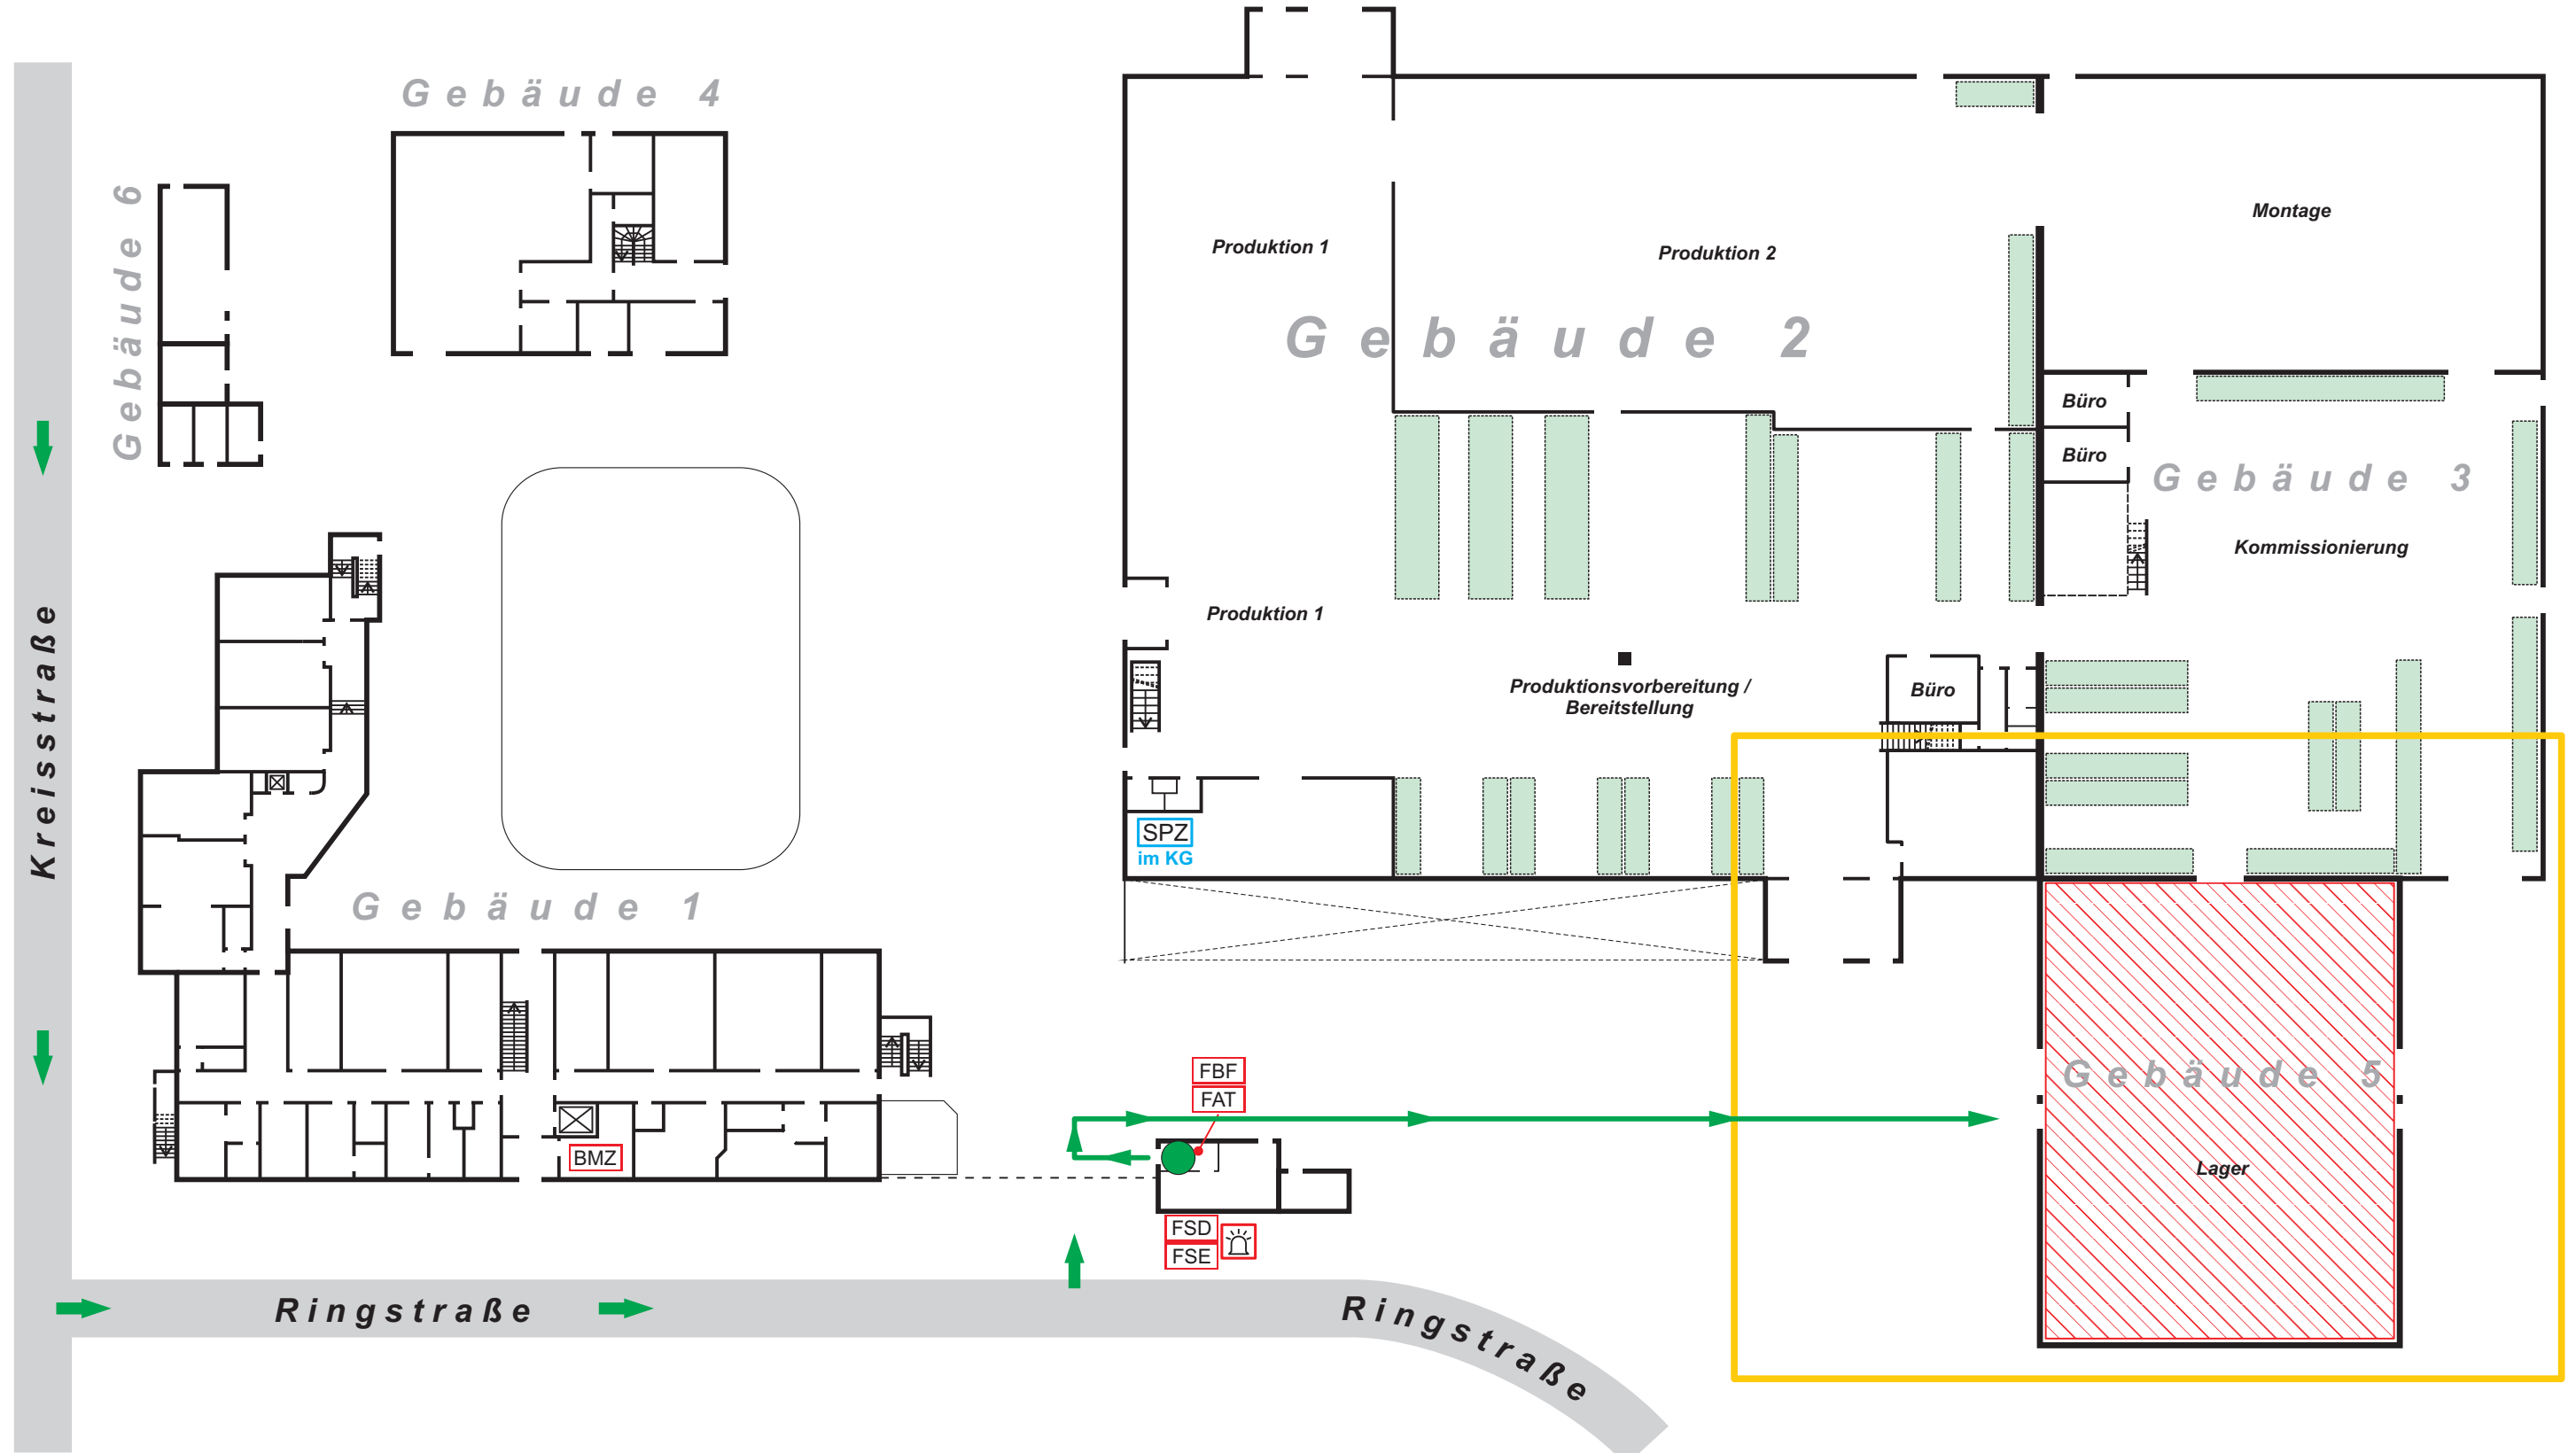 Gebäude 4
Gebäude 6
Montage
Produktion 1
Produktion 2
Gebäude 2
Büro
Büro
Gebäude 3
Kommissionierung
Produktion 1
Produktionsvorbereitung /
Bereitstellung
Büro
Kreisstraße
SPZ
im KG
Gebäude 1
FBF
FAT
Gebäude 5
BMZ
Lager
FSD
FSE
Ringstraße
Ringstraße